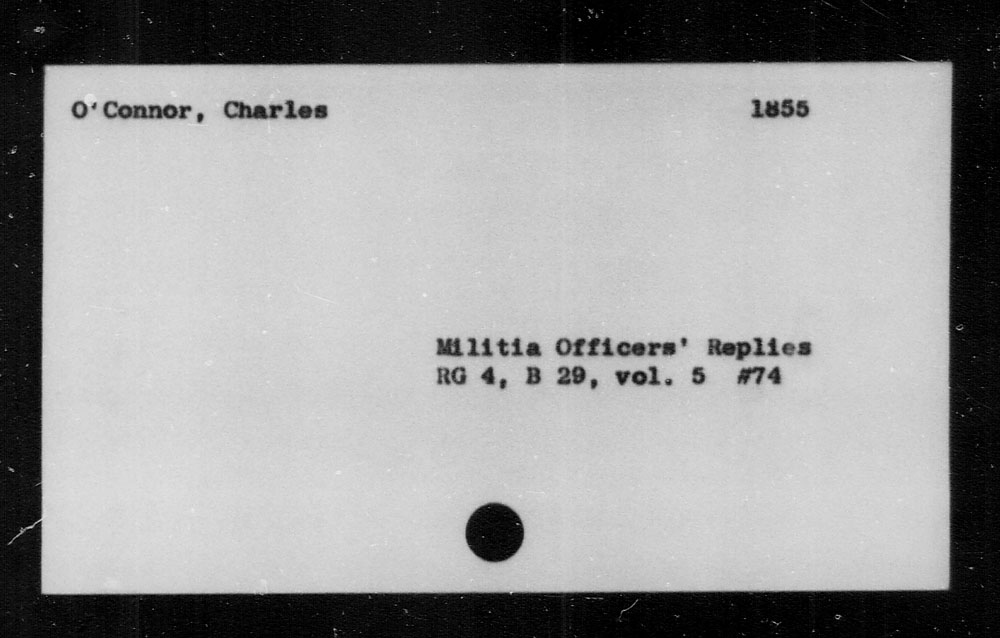 O'Connor, Charles 1855
Militia Officers' Replies
RG 4, B 29, vol. 5 #74